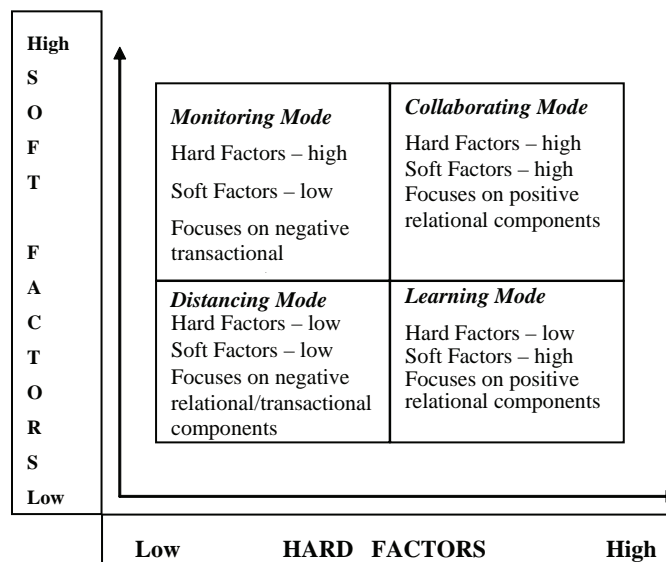 High
S
O
F
T
F
A
C
T
O
R
S
Low
Monitoring Mode
Hard Factors – high
Soft Factors – low
Focuses on negative
transactional
Collaborating Mode
Hard Factors – high
Soft Factors – high
Focuses on positive
relational components
Distancing Mode
Hard Factors – low
Soft Factors – low
Focuses on negative
relational/transactional
components
Learning Mode
Hard Factors – low
Soft Factors – high
Focuses on positive
relational components
Low HARD FACTORS High